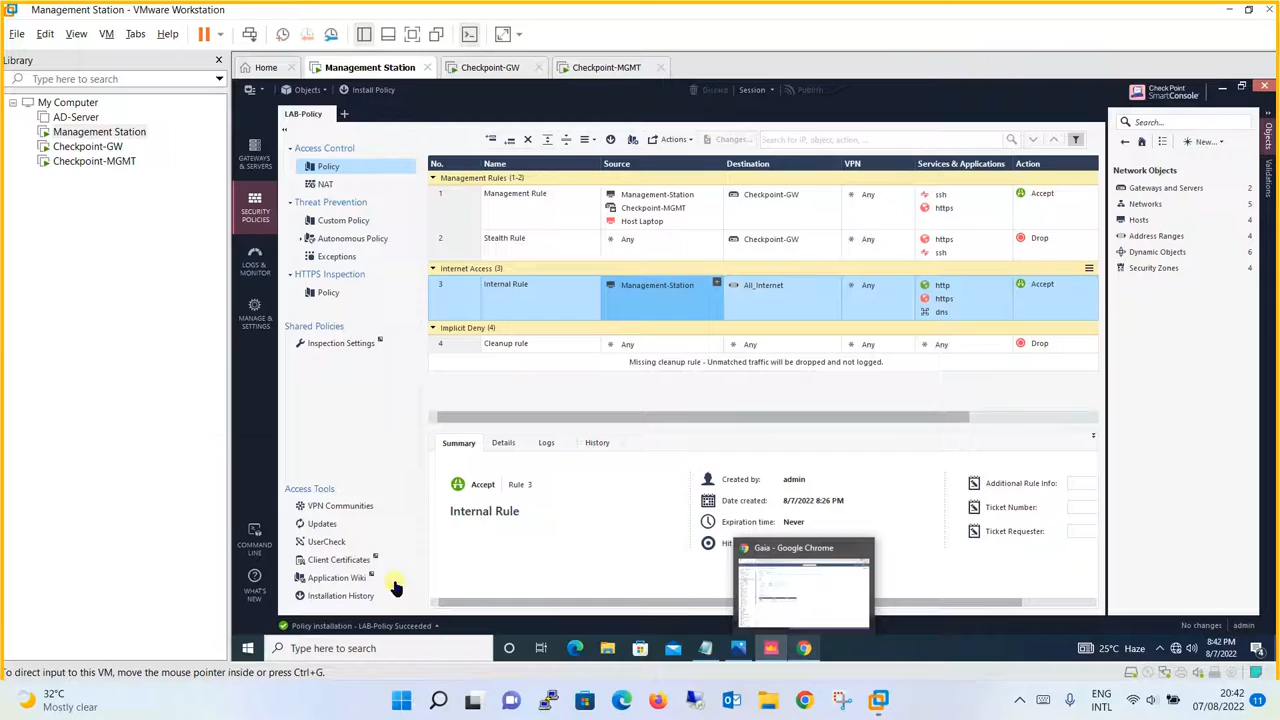 Management Station - VMware Workstation
File Edit View VM Tabs Help
Library
Type here to search
My Computer
AD-Server
Management Station
Checkpoint-GW
Checkpoint-MGMT
Home Management Station Checkpoint-GW Checkpoint-MGMT
Objects Install Policy Discard Session Publish
Check Point
SmartConsole
LAB-Policy
GATEWAYS
& SERVERS
SECURITY
POLICIES
LOGS &
MONITOR
MANAGE &
SETTINGS
COMMAND
LINE
WHAT'S
NEW
Access Control
Policy
NAT
Threat Prevention
Custom Policy
Autonomous Policy
Exceptions
HTTPS Inspection
Policy
Shared Policies
Inspection Settings
Access Tools
VPN Communities
Updates
UserCheck
Client Certificates
Application Wiki
Installation History
Actions Changes... Search for IP, object, action, ...
No. Name Source Destination VPN Services & Applications Action
Management Rules (1-2)
1 Management Rule Management-Station Checkpoint-GW Any ssh Accept
Checkpoint-MGMT https
Host Laptop
2 Stealth Rule Any Checkpoint-GW Any https Drop
ssh
Internet Access (3)
3 Internal Rule Management-Station All_Internet Any http Accept
https
dns
Implicit Deny (4)
4 Cleanup rule Any Any Any Any Drop
Missing cleanup rule - Unmatched traffic will be dropped and not logged.
Summary Details Logs History
Accept Rule 3
Internal Rule
Created by: admin
Date created: 8/7/2022 8:26 PM
Expiration time: Never
Additional Rule Info:
Ticket Number:
Ticket Requester:
Gaia - Google Chrome
Search...
New...
Network Objects
Gateways and Servers 2
Networks 5
Hosts 4
Address Ranges 4
Dynamic Objects 6
Security Zones 4
Objects
Validations
Policy installation - LAB-Policy Succeeded
No changes admin
Type here to search
25°C Haze
8:42 PM
8/7/2022
4
To direct input to this VM, move the mouse pointer inside or press Ctrl+G.
32°C
Mostly clear
ENG
INTL
20:42
07/08/2022
11